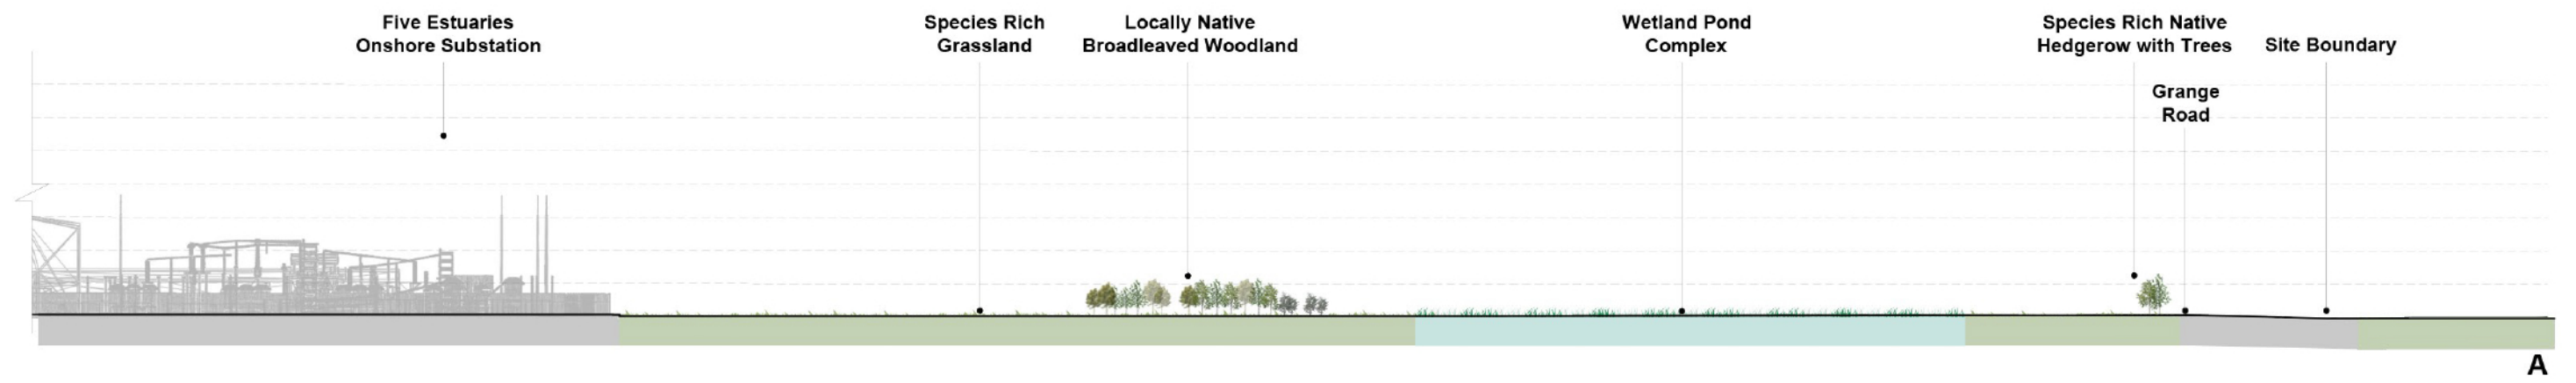 Five Estuaries
Onshore Substation
Species Rich
Grassland
Locally Native
Broadleaved Woodland
Wetland Pond
Complex
Species Rich Native
Hedgerow with Trees
Grange
Road
Site Boundary
A